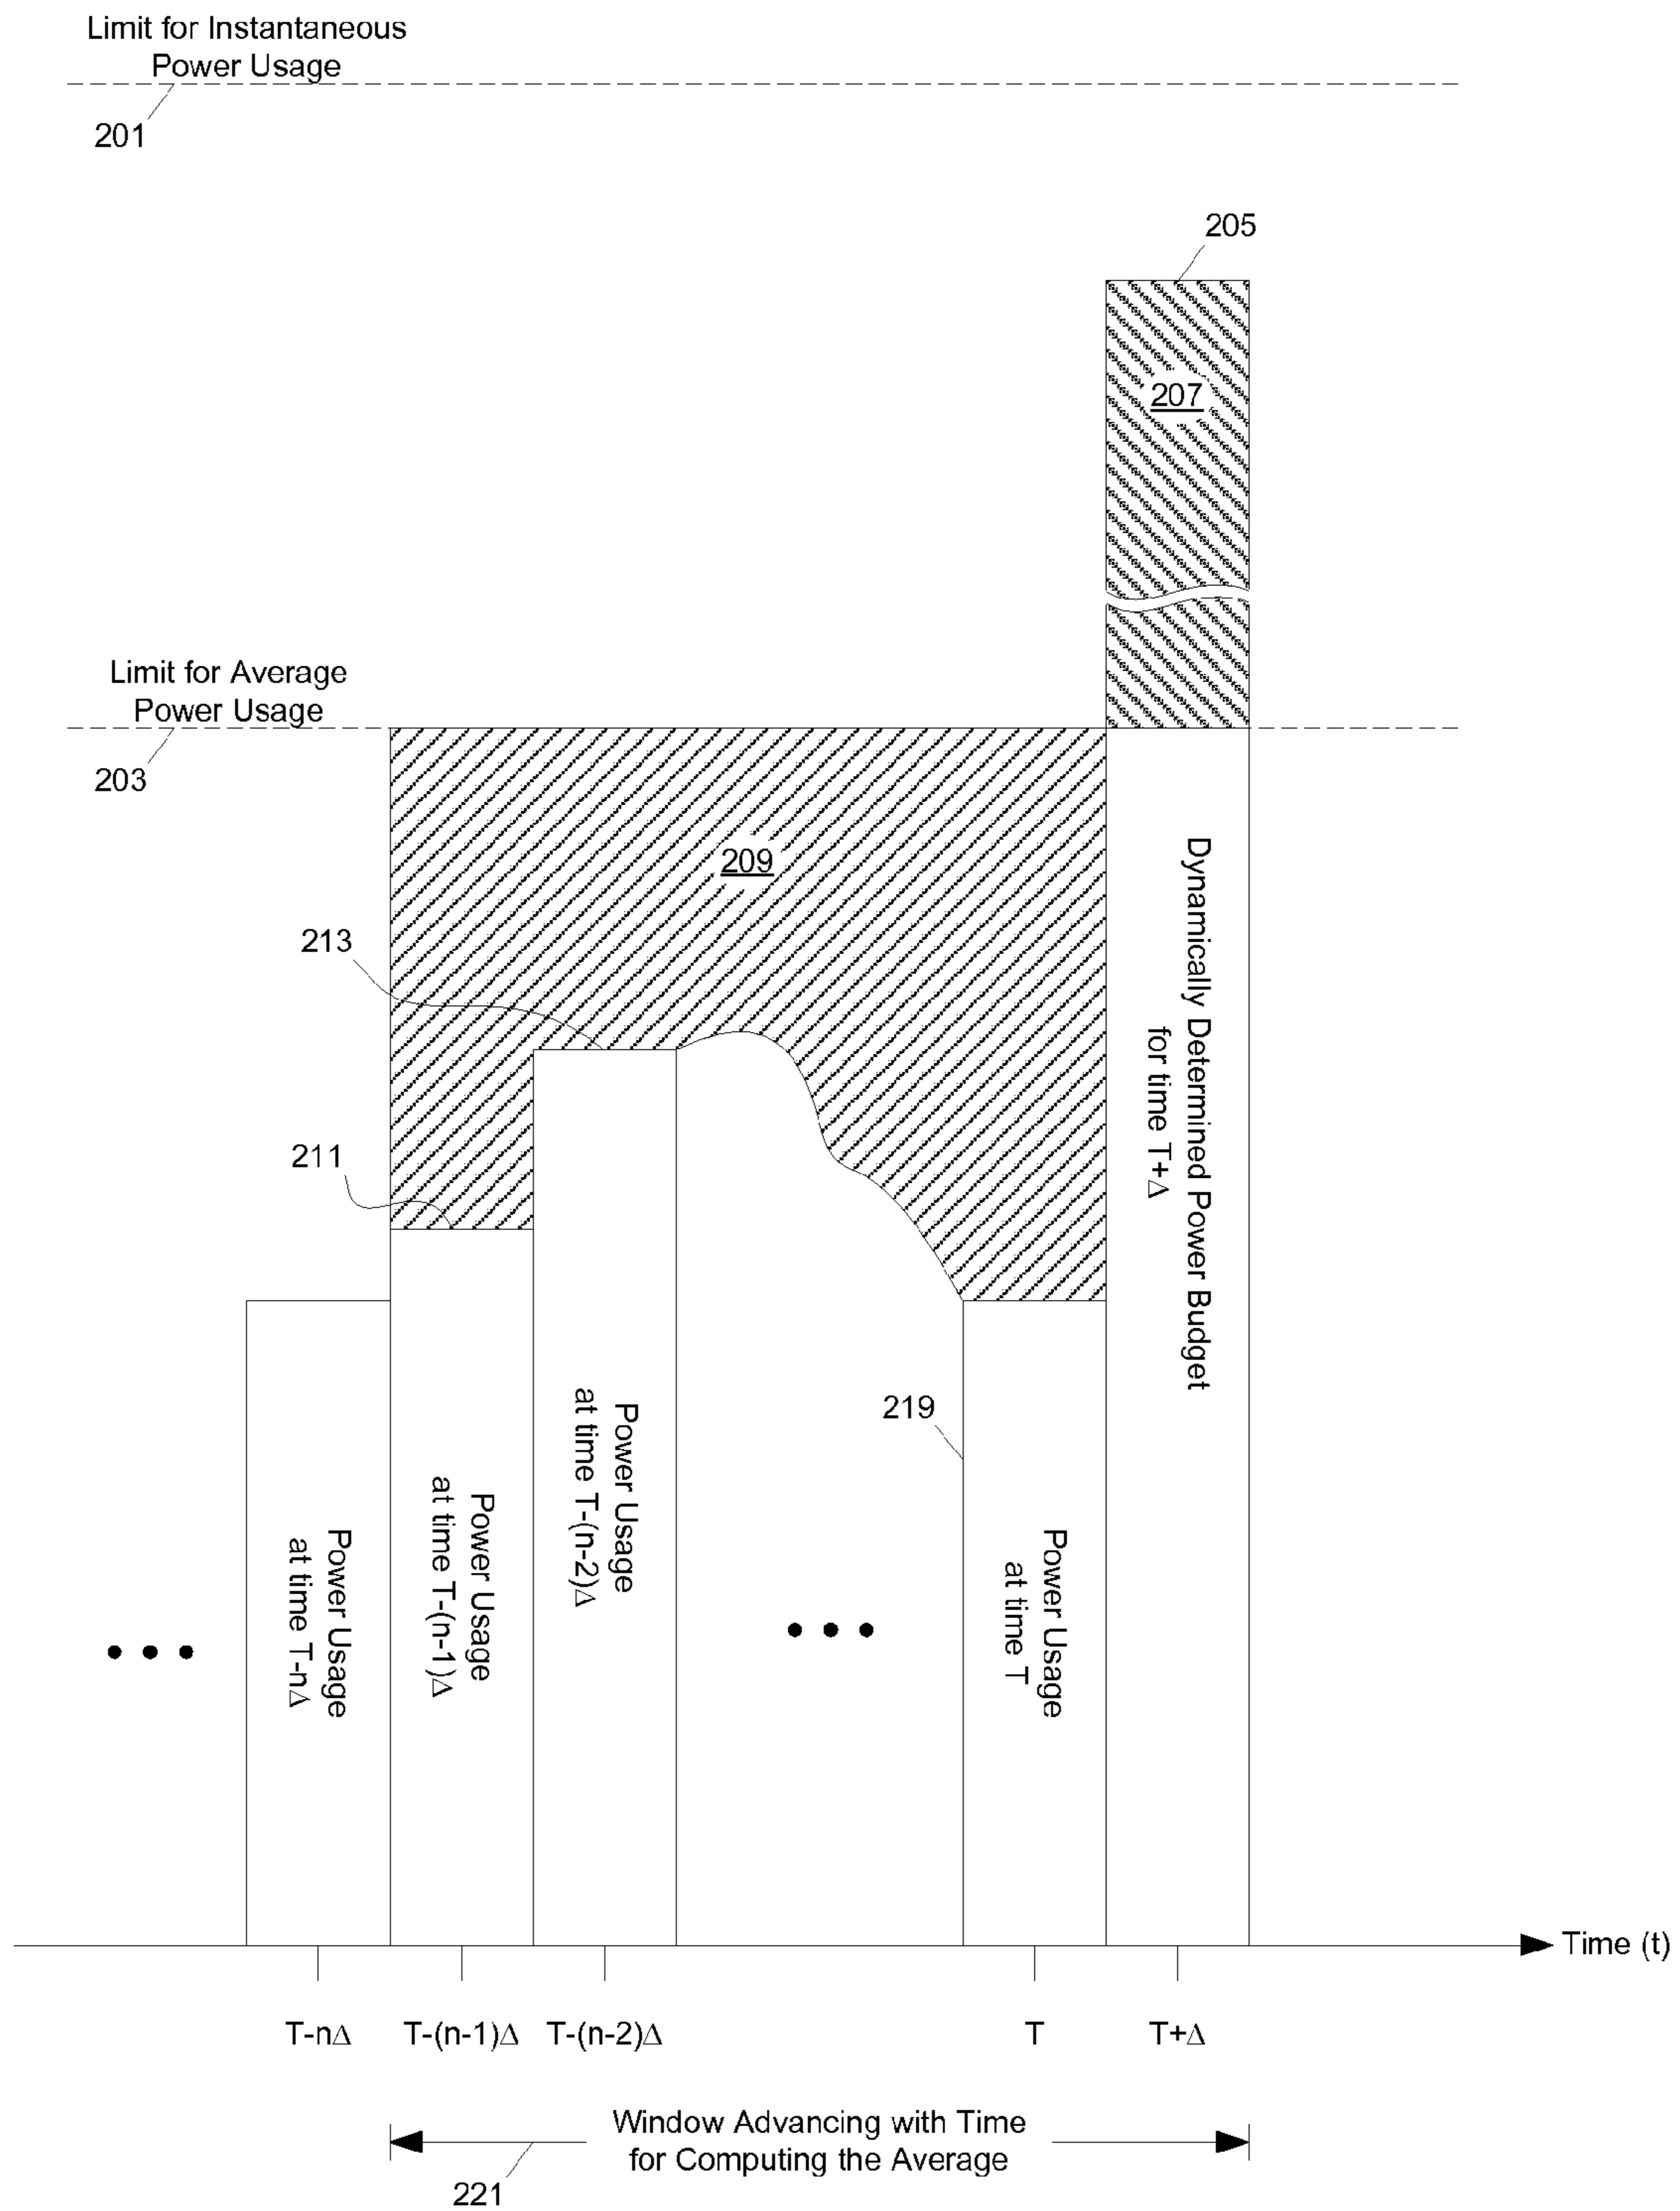 Limit for Instantaneous
Power Usage
201
205
207
Limit for Average
Power Usage
203
209
213
211
219
Dynamically Determined Power Budget
for time T+Δ
Power Usage
at time T-nΔ
Power Usage
at time T-(n-1)Δ
Power Usage
at time T-(n-2)Δ
Power Usage
at time T
Time (t)
T-nΔ
T-(n-1)Δ
T-(n-2)Δ
T
T+Δ
Window Advancing with Time
for Computing the Average
221